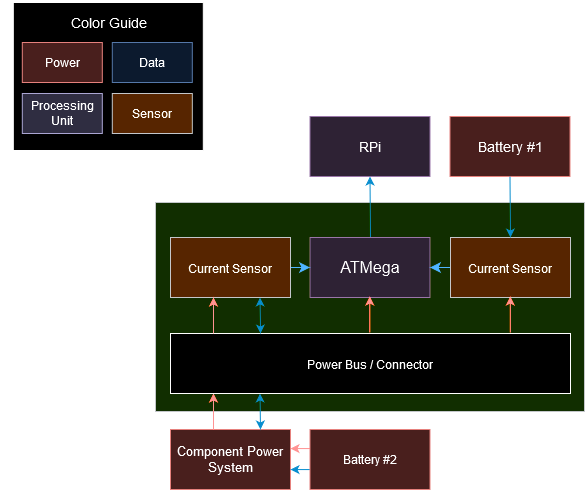 Color Guide
Power
Data
Processing
Unit
Sensor
RPi
Battery #1
Current Sensor
ATMega
Current Sensor
Power Bus / Connector
Component Power
System
Battery #2